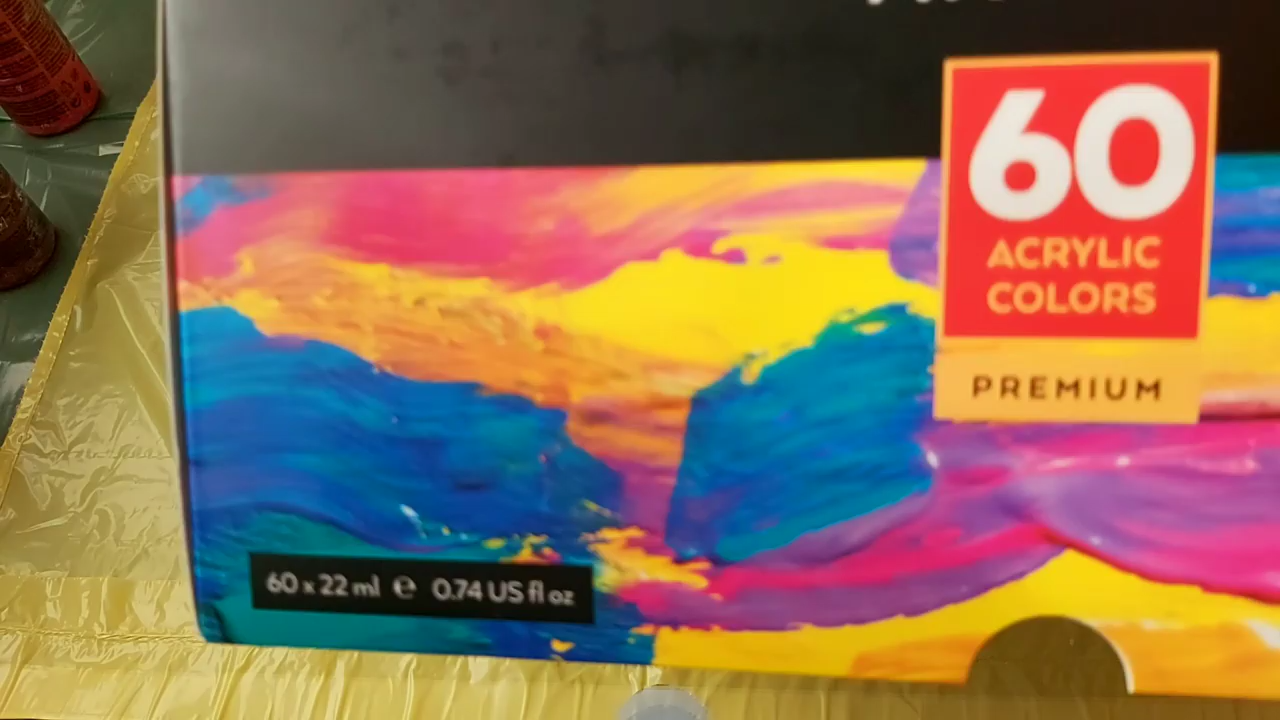 60
ACRYLIC
COLORS
PREMIUM
60 x 22 ml ℮ 0.74 US fl oz